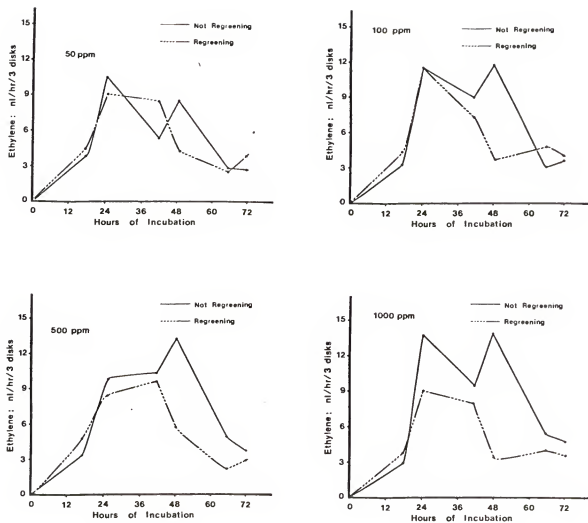 15
12
9
6
3
0
Ethylene: nl/hr/3 disks
50 ppm
Not Regreening
Regreening
0 12 24 36 48 60 72
Hours of Incubation
15
12
9
6
3
0
Ethylene: nl/hr/3 disks
100 ppm
Not Regreening
Regreening
0 12 24 36 48 60 72
Hours of Incubation
15
12
9
6
3
0
Ethylene: nl/hr/3 disks
500 ppm
Not Regreening
Regreening
0 12 24 36 48 60 72
Hours of Incubation
15
12
9
6
3
0
Ethylene: nl/hr/3 disks
1000 ppm
Not Regreening
Regreening
0 12 24 36 48 60 72
Hours of Incubation